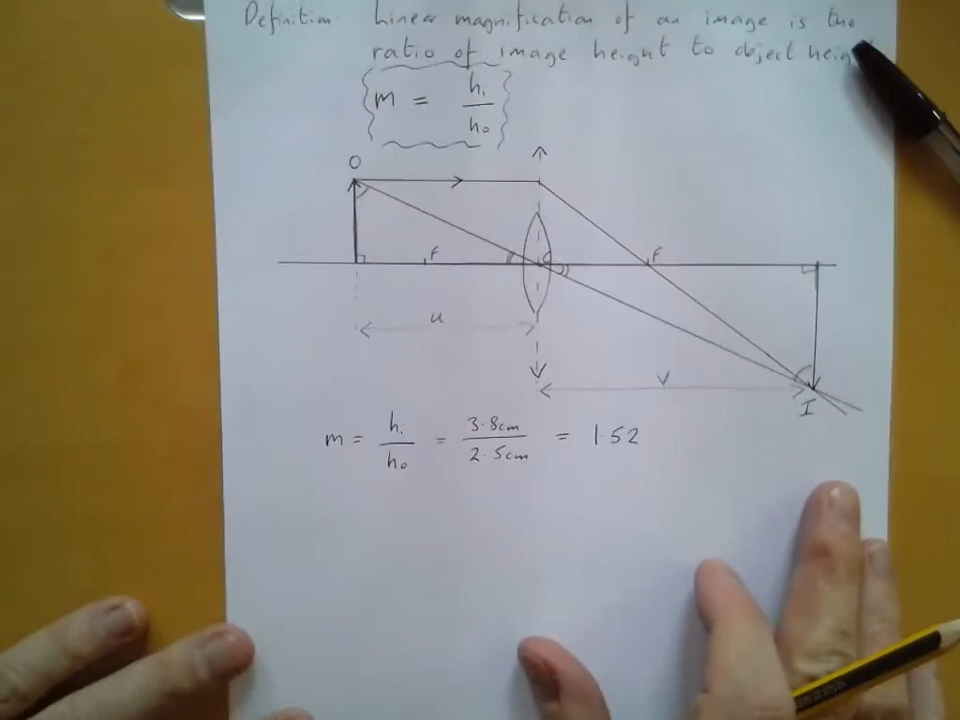 Definition: Linear magnification of an image is the
ratio of image height to object heigh
m = hi / ho
O
F
F
u
v
I
m = hi / ho = 3.8cm / 2.5cm = 1.52